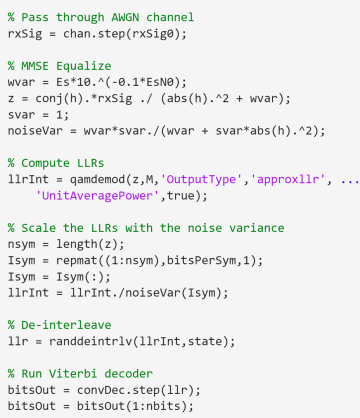 % Pass through AWGN channel
rxSig = chan.step(rxSig0);
% MMSE Equalize
wvar = Es*10.^(-0.1*EsN0);
z = conj(h).*rxSig ./ (abs(h).^2 + wvar);
svar = 1;
noiseVar = wvar*svar./(wvar + svar*abs(h).^2);
% Compute LLRs
llrInt = qamdemod(z,M,'OutputType','approxllr', ...
'UnitAveragePower',true);
% Scale the LLRs with the noise variance
nsym = length(z);
Isym = repmat((1:nsym),bitsPerSym,1);
Isym = Isym(:);
llrInt = llrInt./noiseVar(Isym);
% De-interleave
llr = randdeintrlv(llrInt,state);
% Run Viterbi decoder
bitsOut = convDec.step(llr);
bitsOut = bitsOut(1:nbits);